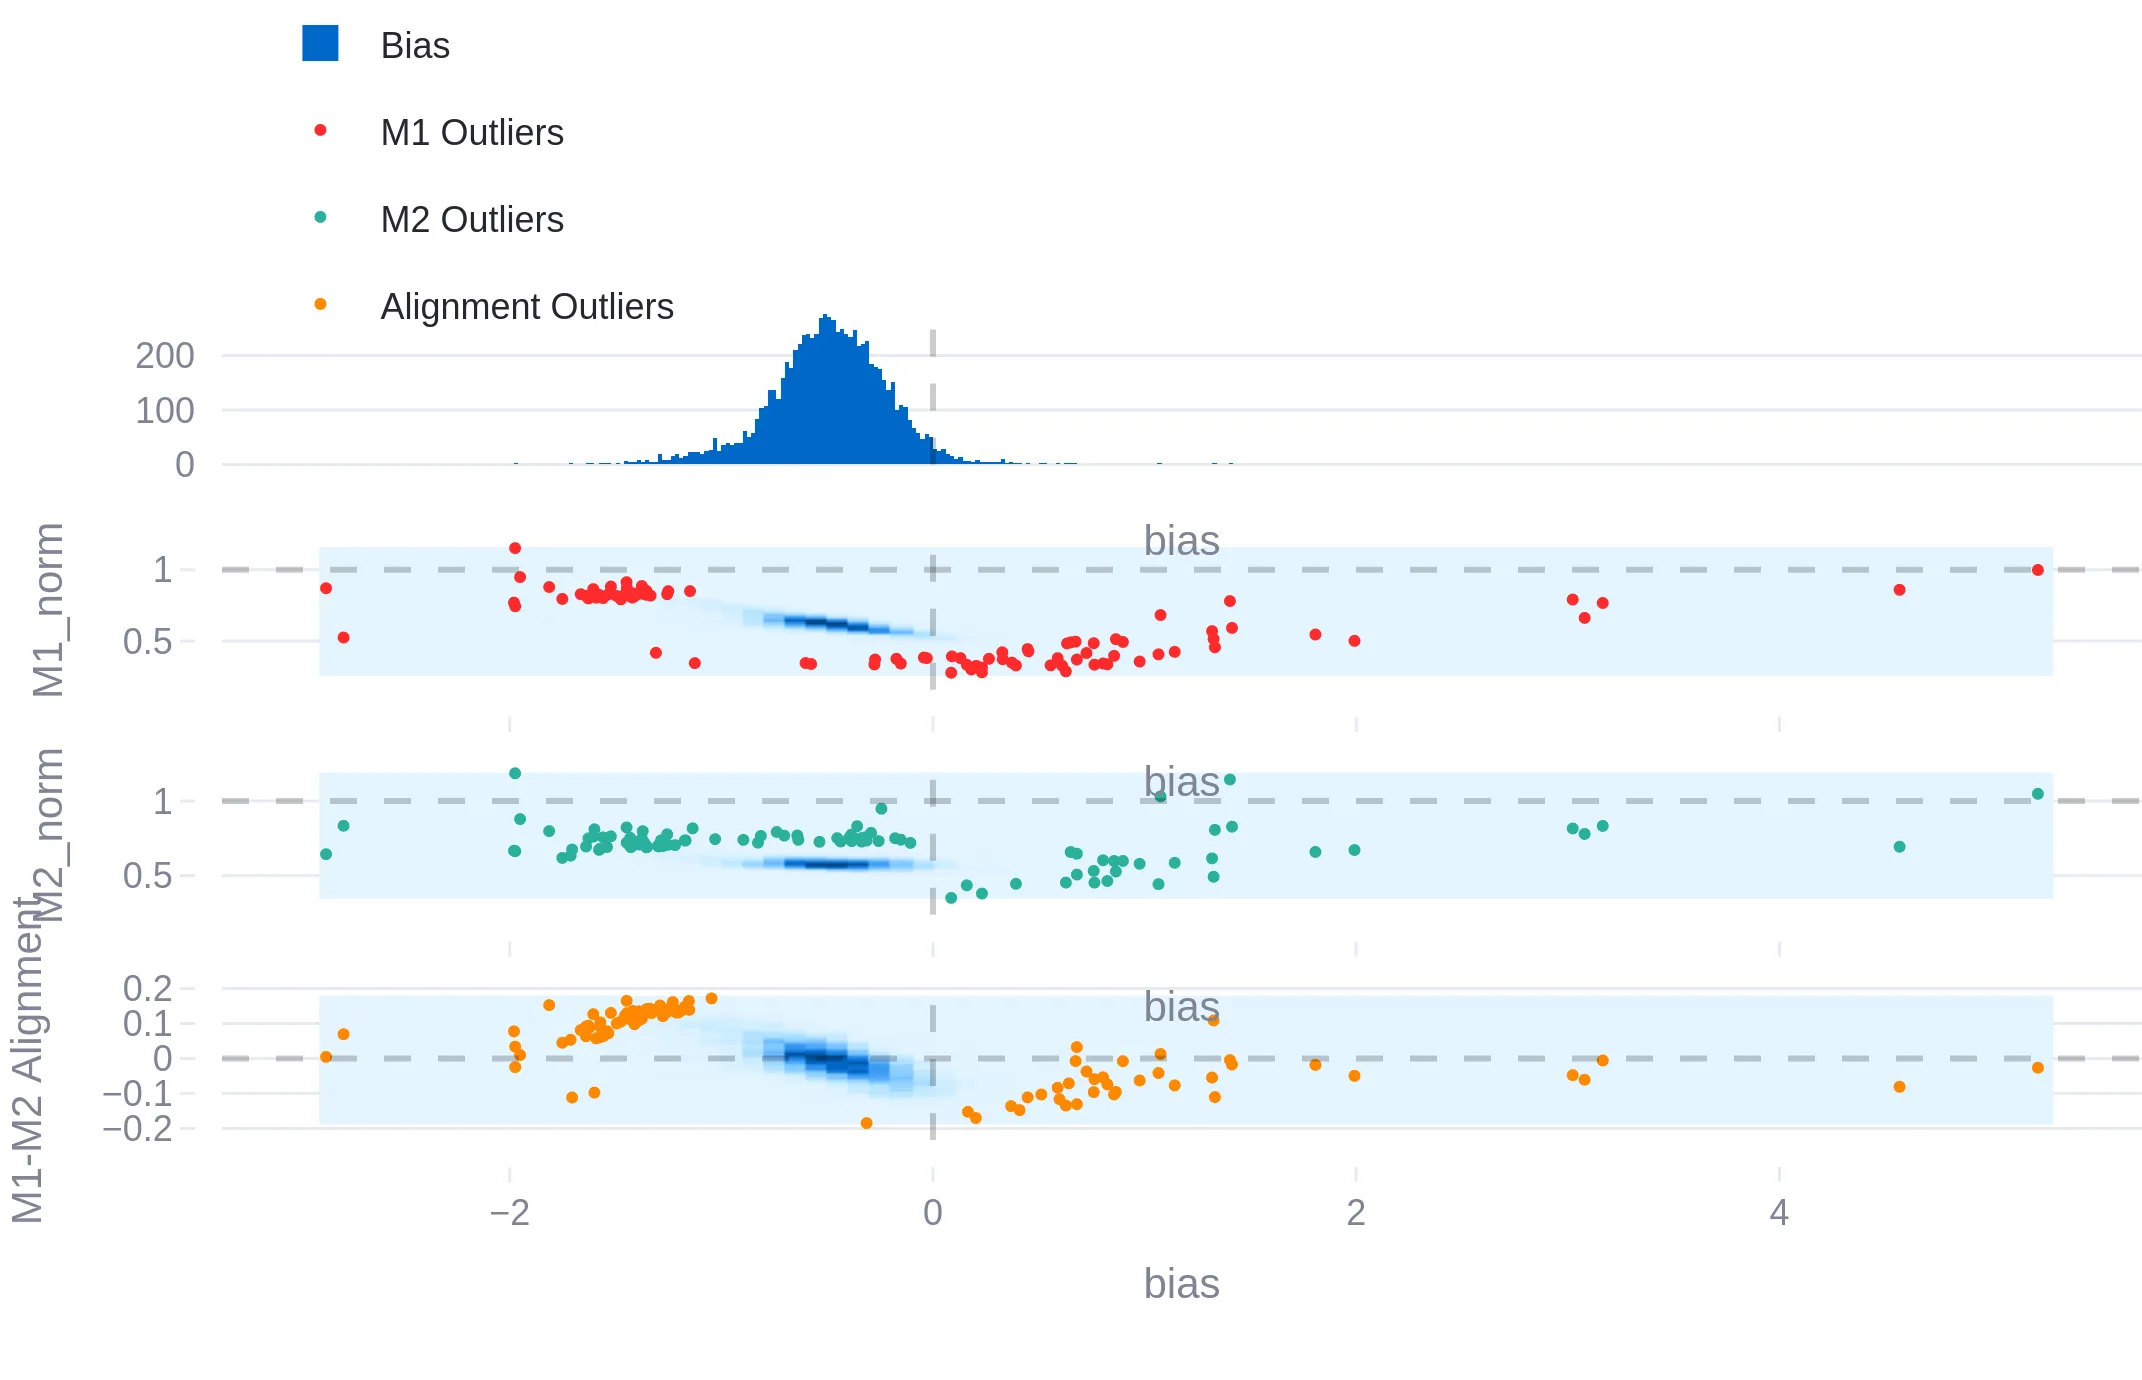 Bias
M1 Outliers
M2 Outliers
Alignment Outliers
200
100
0
bias
M1_norm
1
0.5
bias
M2_norm
1
0.5
bias
M1-M2 Alignment
0.2
0.1
0
−0.1
−0.2
−2 0 2 4
bias